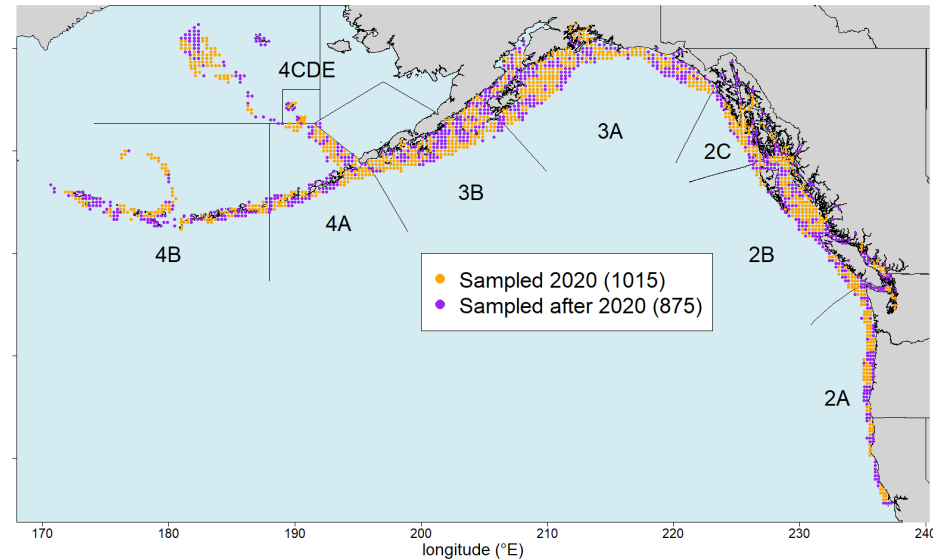 4CDE
3A
2C
3B
4A
4B
2B
Sampled 2020 (1015)
Sampled after 2020 (875)
2A
170 180 190 200 210 220 230 240
longitude (°E)